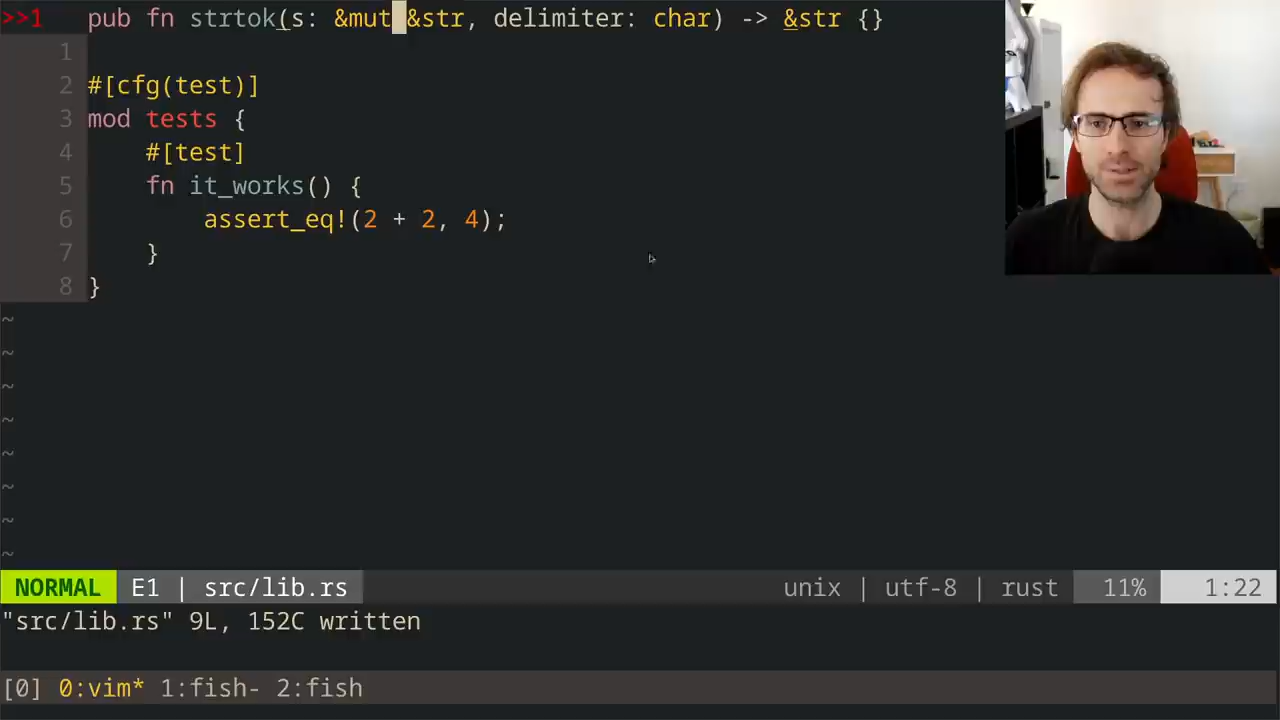 >>1 pub fn strtok(s: &mut &str, delimiter: char) -> &str {}
1
2 #[cfg(test)]
3 mod tests {
4 #[test]
5 fn it_works() {
6 assert_eq!(2 + 2, 4);
7 }
8 }
~
~
~
~
~
~
~
~
NORMAL E1 | src/lib.rs unix | utf-8 | rust 11% 1:22
"src/lib.rs" 9L, 152C written
[0] 0:vim* 1:fish- 2:fish